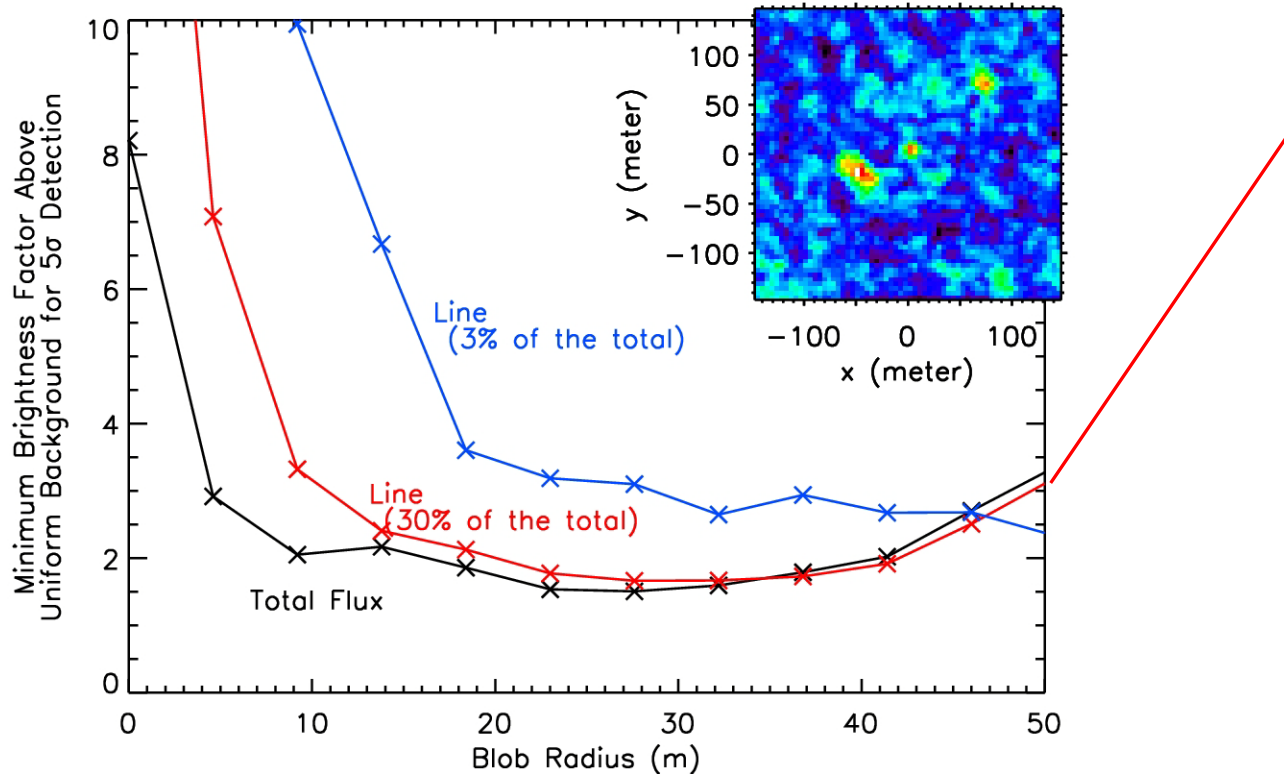 Minimum Brightness Factor Above
Uniform Background for 5σ Detection
10
8
6
4
2
0
0
10
20
30
40
50
Blob Radius (m)
Line
(3% of the total)
Line
(30% of the total)
Total Flux
y (meter)
100
50
0
−50
−100
−100
0
100
x (meter)